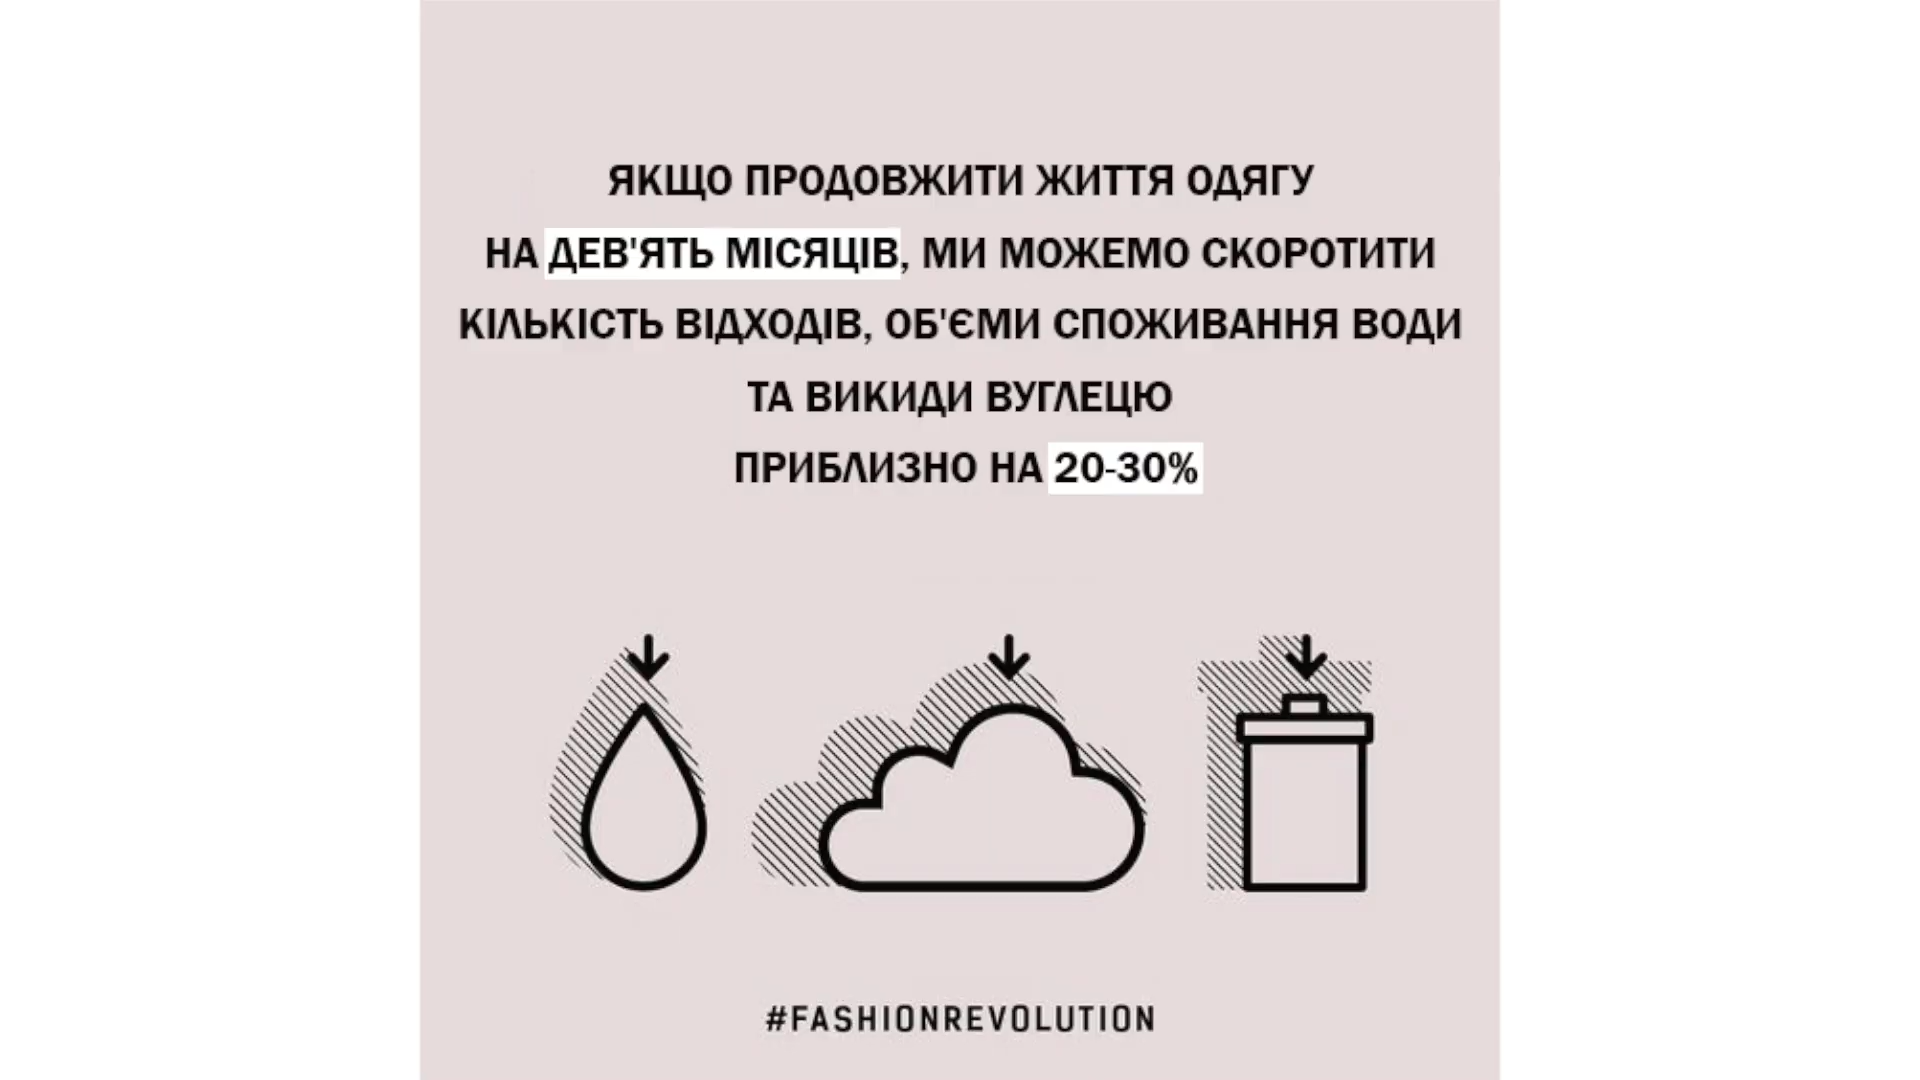 ЯКЩО ПРОДОВЖИТИ ЖИТТЯ ОДЯГУ
НА ДЕВ'ЯТЬ МІСЯЦІВ, МИ МОЖЕМО СКОРОТИТИ
КІЛЬКІСТЬ ВІДХОДІВ, ОБ'ЄМИ СПОЖИВАННЯ ВОДИ
ТА ВИКИДИ ВУГЛЕЦЮ
ПРИБЛИЗНО НА 20-30%
#FASHIONREVOLUTION